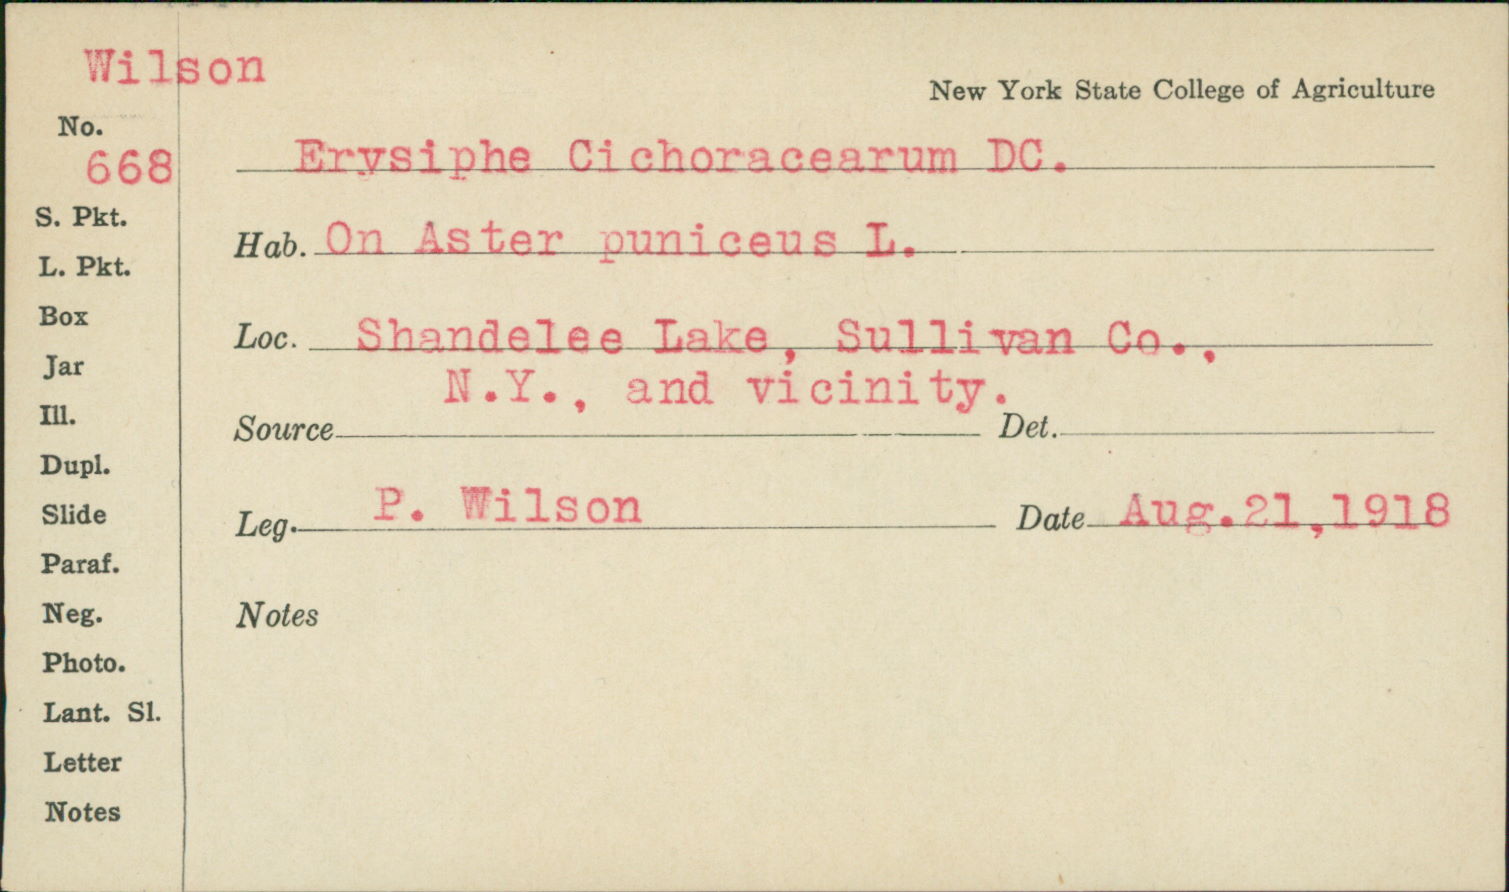 Wilson
New York State College of Agriculture
No.
668
Erysiphe Cichoracearum DC.
S. Pkt.
Hab. On Aster puniceus L.
L. Pkt.
Box
Loc. Shandelee Lake, Sullivan Co.,
Jar
N.Y., and vicinity.
Ill.
Source Det.
Dupl.
Slide
Leg. P. Wilson Date Aug.21,1918
Paraf.
Neg.
Notes
Photo.
Lant. Sl.
Letter
Notes